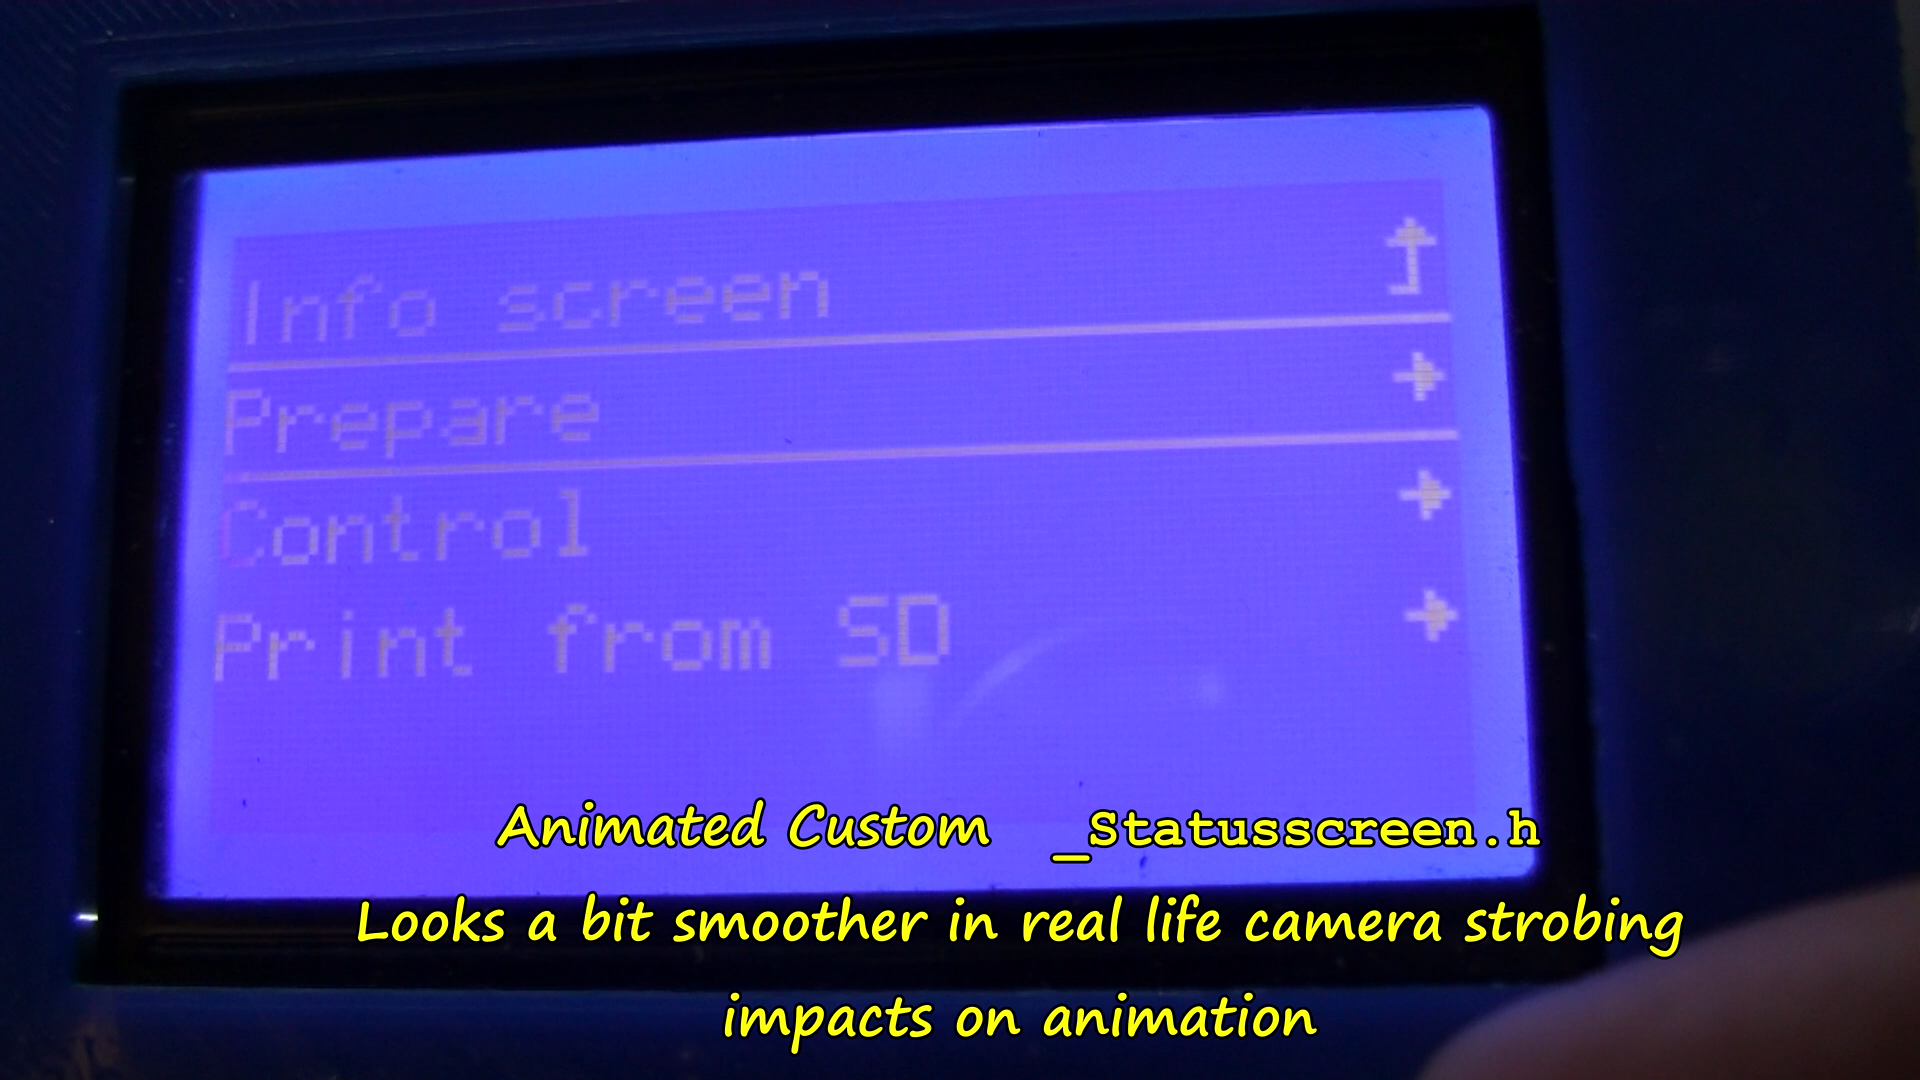 Info screen
Prepare
Control
Print from SD
Animated Custom _Statusscreen.h
Looks a bit smoother in real life camera strobing
impacts on animation